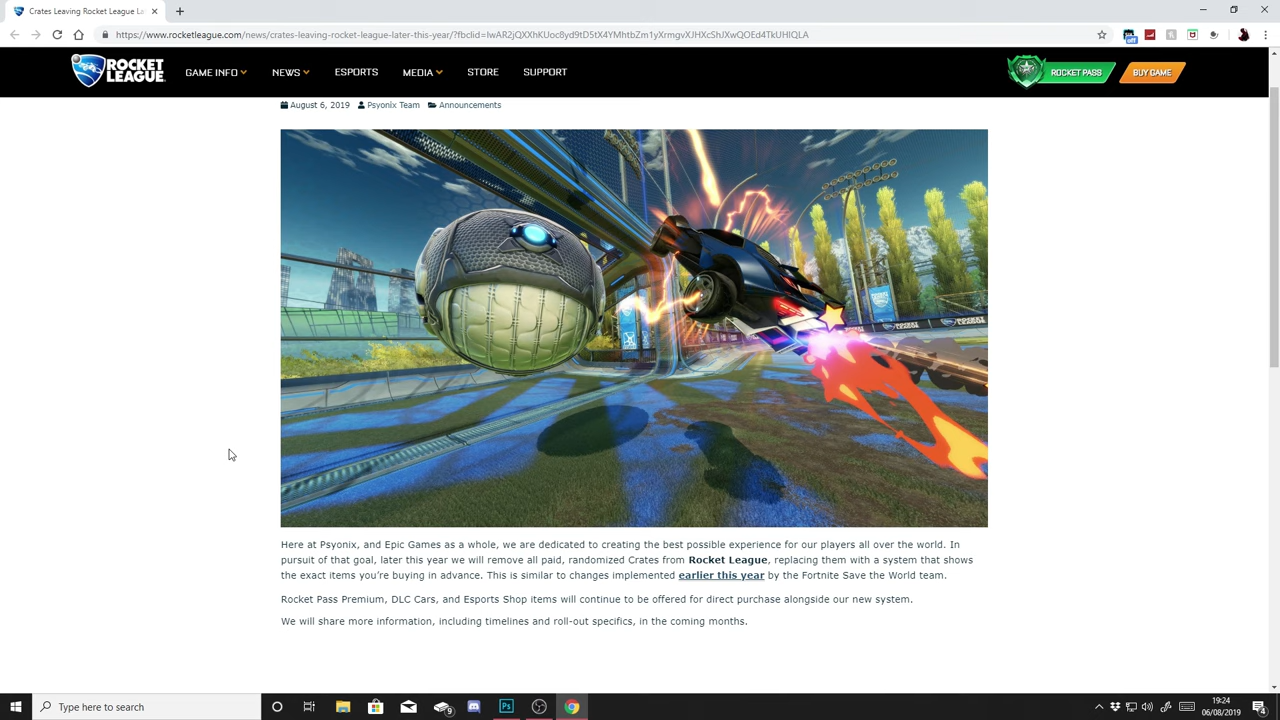 Crates Leaving Rocket League La
https://www.rocketleague.com/news/crates-leaving-rocket-league-later-this-year/?fbclid=IwAR2jQXXhKUoc8yd9tD5tX4YMhtbZm1yXrmgvXJHXcShJXwQOEd4TkUHIQLA
off
ROCKET LEAGUE
GAME INFO
NEWS
ESPORTS
MEDIA
STORE
SUPPORT
ROCKET PASS
BUY GAME
August 6, 2019 Psyonix Team Announcements
Here at Psyonix, and Epic Games as a whole, we are dedicated to creating the best possible experience for our players all over the world. In
pursuit of that goal, later this year we will remove all paid, randomized Crates from Rocket League, replacing them with a system that shows
the exact items you're buying in advance. This is similar to changes implemented earlier this year by the Fortnite Save the World team.
Rocket Pass Premium, DLC Cars, and Esports Shop items will continue to be offered for direct purchase alongside our new system.
We will share more information, including timelines and roll-out specifics, in the coming months.
Type here to search
9
Ps
19:24
06/08/2019
4